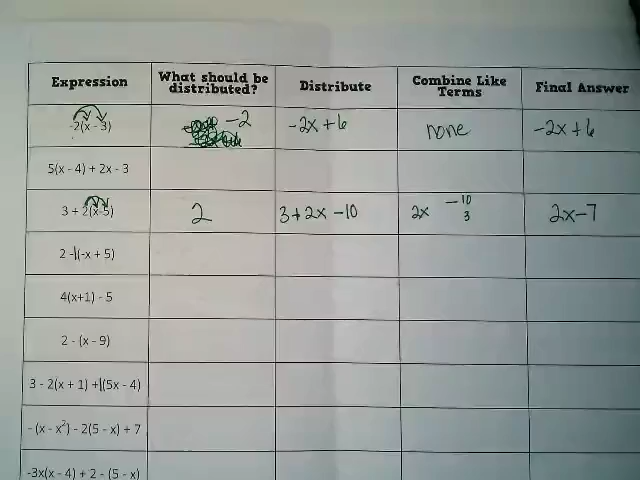 Expression What should be distributed? Distribute Combine Like Terms Final Answer
-2(x - 3) -2 -2x + 6 none -2x + 6
5(x - 4) + 2x - 3
3 + 2(x-5) 2 3 + 2x - 10 2x -10 3 2x - 7
2 -1(-x + 5)
4(x+1) - 5
2 - (x - 9)
3 - 2(x + 1) +1(5x - 4)
- (x - x²) - 2(5 - x) + 7
-3x(x - 4) + 2 - (5 - x)